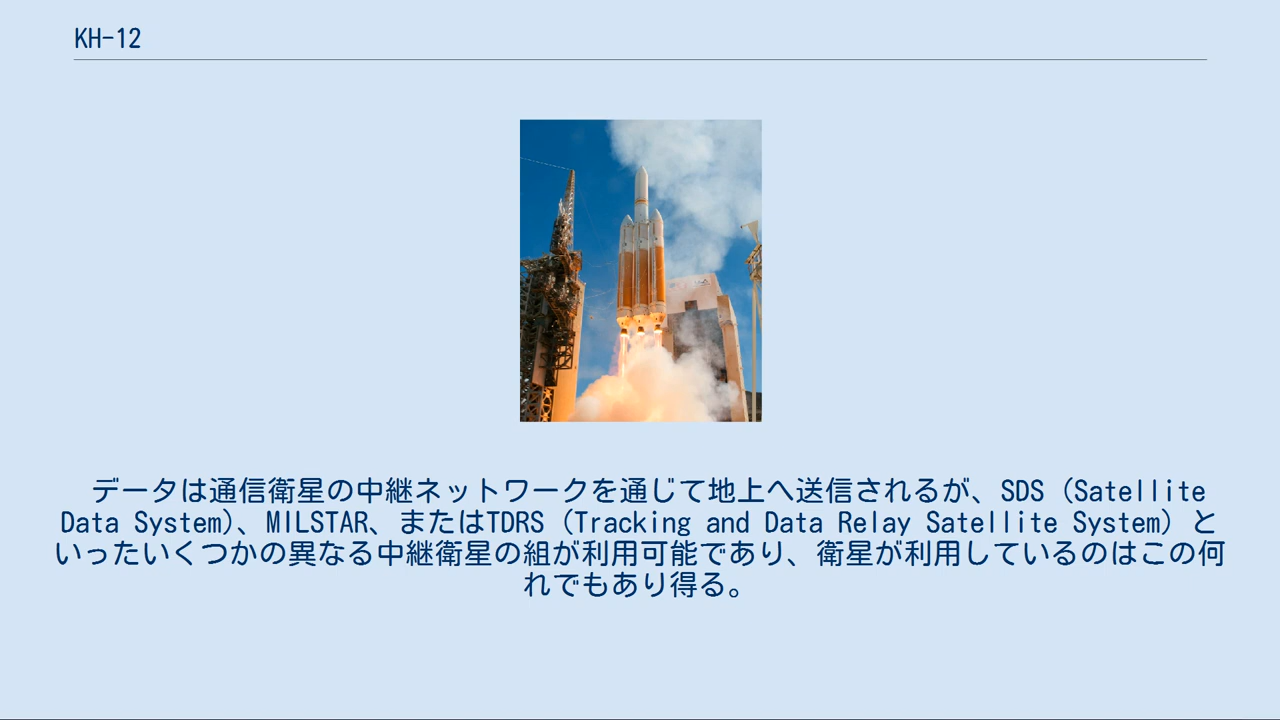 KH-12
データは通信衛星の中継ネットワークを通じて地上へ送信されるが、SDS (Satellite
Data System)、MILSTAR、またはTDRS (Tracking and Data Relay Satellite System) と
いったいくつかの異なる中継衛星の組が利用可能であり、衛星が利用しているのはこの何
れでもあり得る。